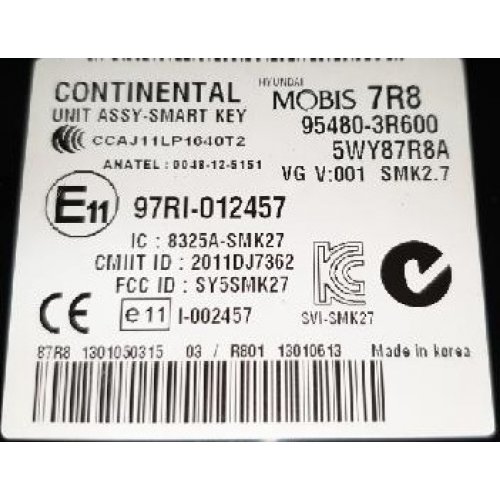 CONTINENTAL
HYUNDAI
MOBIS 7R8
UNIT ASSY-SMART KEY
95480-3R600
CCC CCAJ11LP1640T2
5WY87R8A
ANATEL : 0048-12-5151
VG V:001 SMK2.7
E11 97RI-012457
IC : 8325A-SMK27
CMIIT ID : 2011DJ7362
FCC ID : SY5SMK27
CE e11 I-002457
SVI-SMK27
87R8 1301050315 03 / R801 13010613 Made in korea